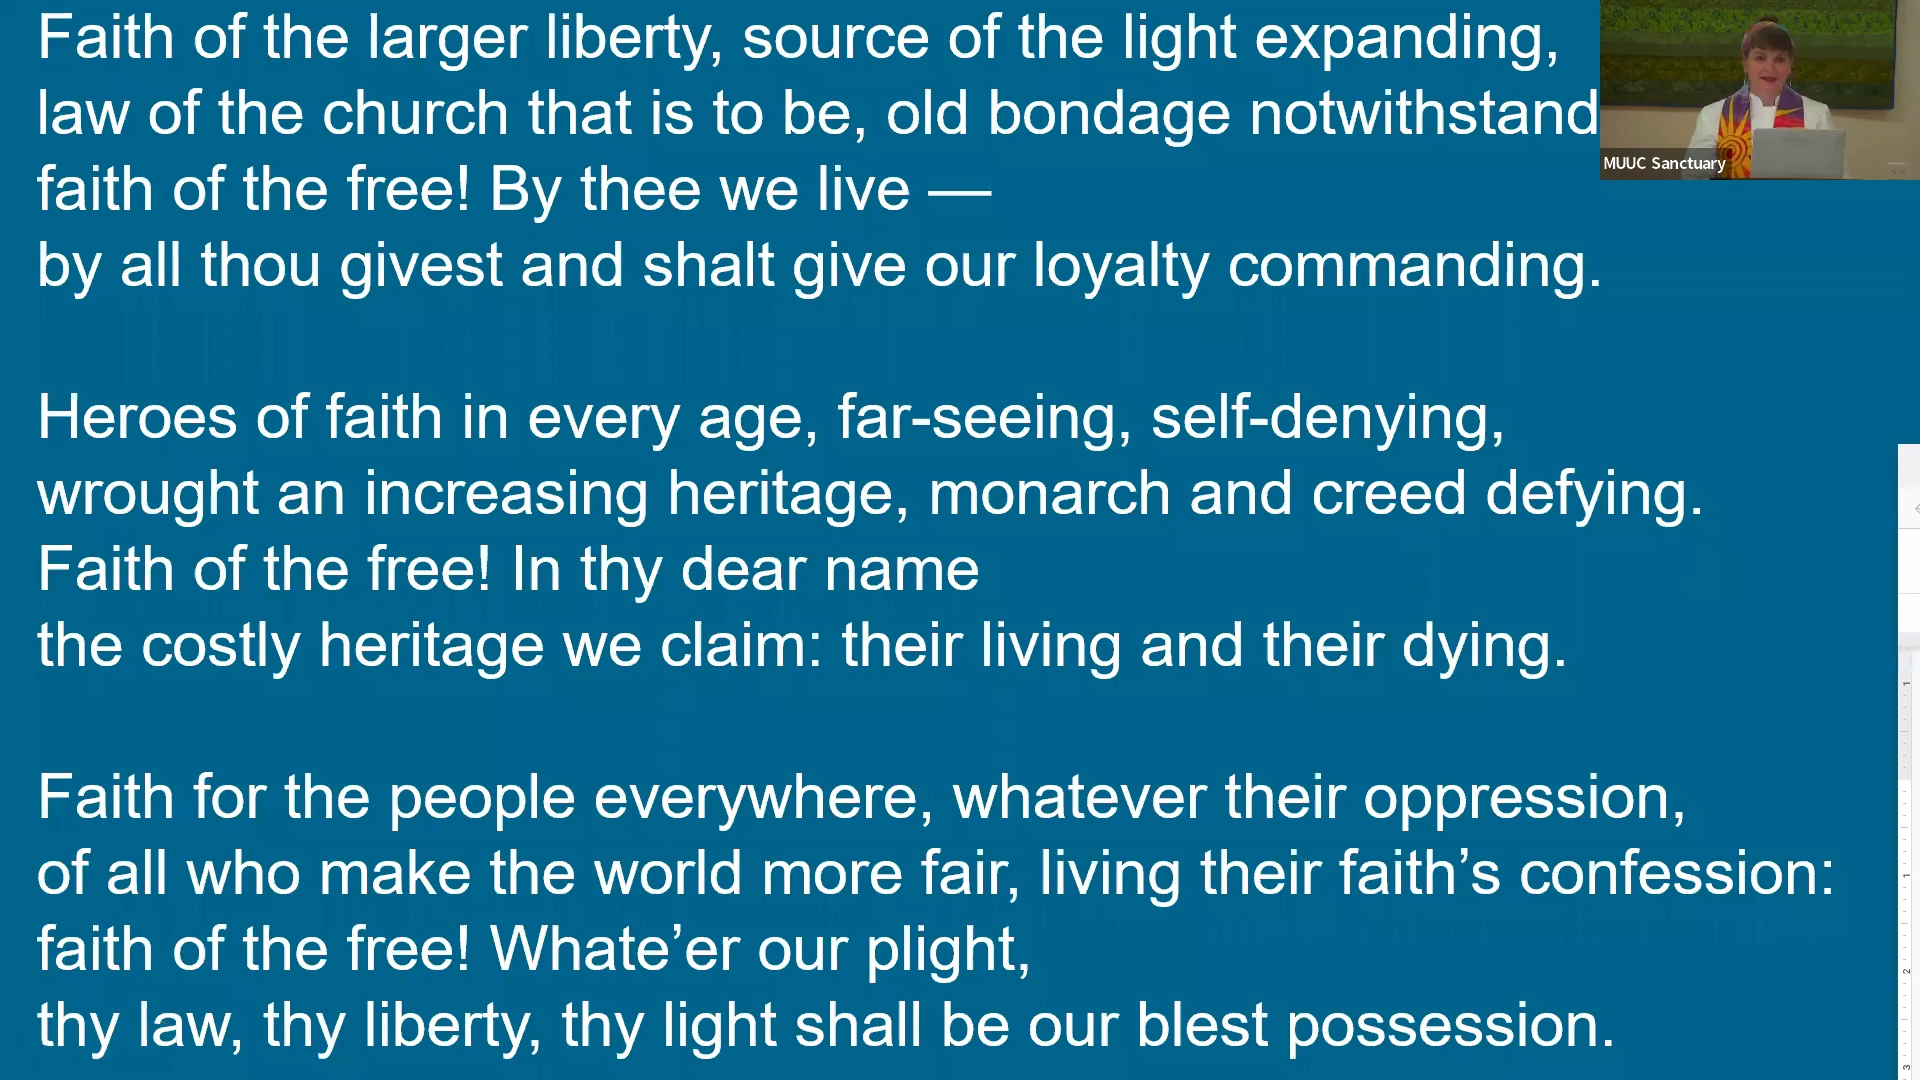 Faith of the larger liberty, source of the light expanding,
law of the church that is to be, old bondage notwithstand
faith of the free! By thee we live —
by all thou givest and shalt give our loyalty commanding.
MUUC Sanctuary
Heroes of faith in every age, far-seeing, self-denying,
wrought an increasing heritage, monarch and creed defying.
Faith of the free! In thy dear name
the costly heritage we claim: their living and their dying.
Faith for the people everywhere, whatever their oppression,
of all who make the world more fair, living their faith’s confession:
faith of the free! Whate’er our plight,
thy law, thy liberty, thy light shall be our blest possession.
1
1
2
3